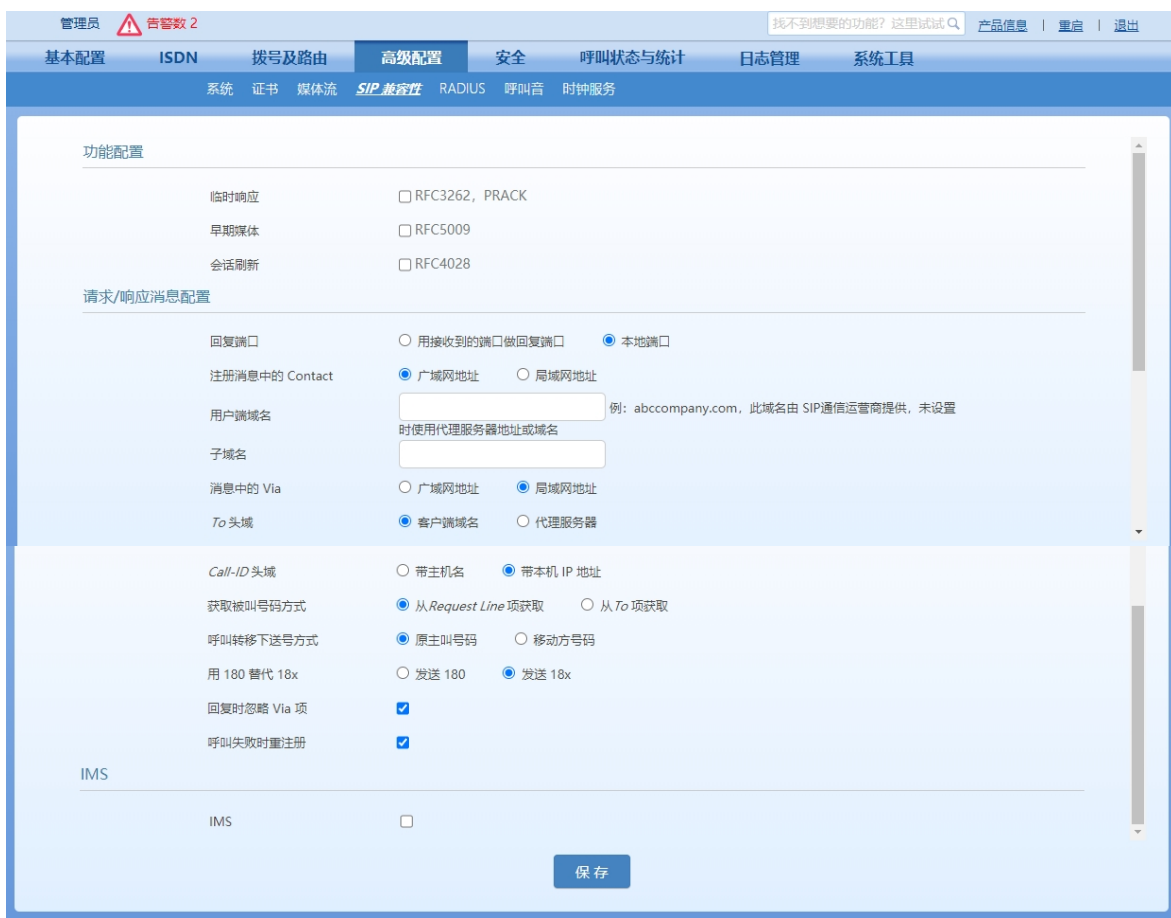 管理员 告警数 2 找不到想要的功能？这里试试 产品信息 | 重启 | 退出
基本配置 ISDN 拨号及路由 高级配置 安全 呼叫状态与统计 日志管理 系统工具
系统 证书 媒体流 SIP 兼容性 RADIUS 呼叫音 时钟服务
功能配置
临时响应 RFC3262，PRACK
早期媒体 RFC5009
会话刷新 RFC4028
请求/响应消息配置
回复端口 用接收到的端口做回复端口 本地端口
注册消息中的 Contact 广域网地址 局域网地址
用户端域名 例：abccompany.com，此域名由 SIP通信运营商提供，未设置
时使用代理服务器地址或域名
子域名
消息中的 Via 广域网地址 局域网地址
To 头域 客户端域名 代理服务器
Call-ID 头域 带主机名 带本机 IP 地址
获取被叫号码方式 从Request Line 项获取 从To 项获取
呼叫转移下送号方式 原主叫号码 移动方号码
用 180 替代 18x 发送 180 发送 18x
回复时忽略 Via 项
呼叫失败时重注册
IMS
IMS
保存